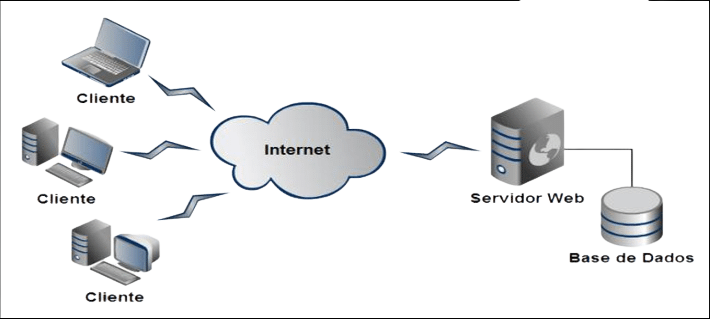 Cliente
Cliente
Cliente
Internet
Servidor Web
Base de Dados